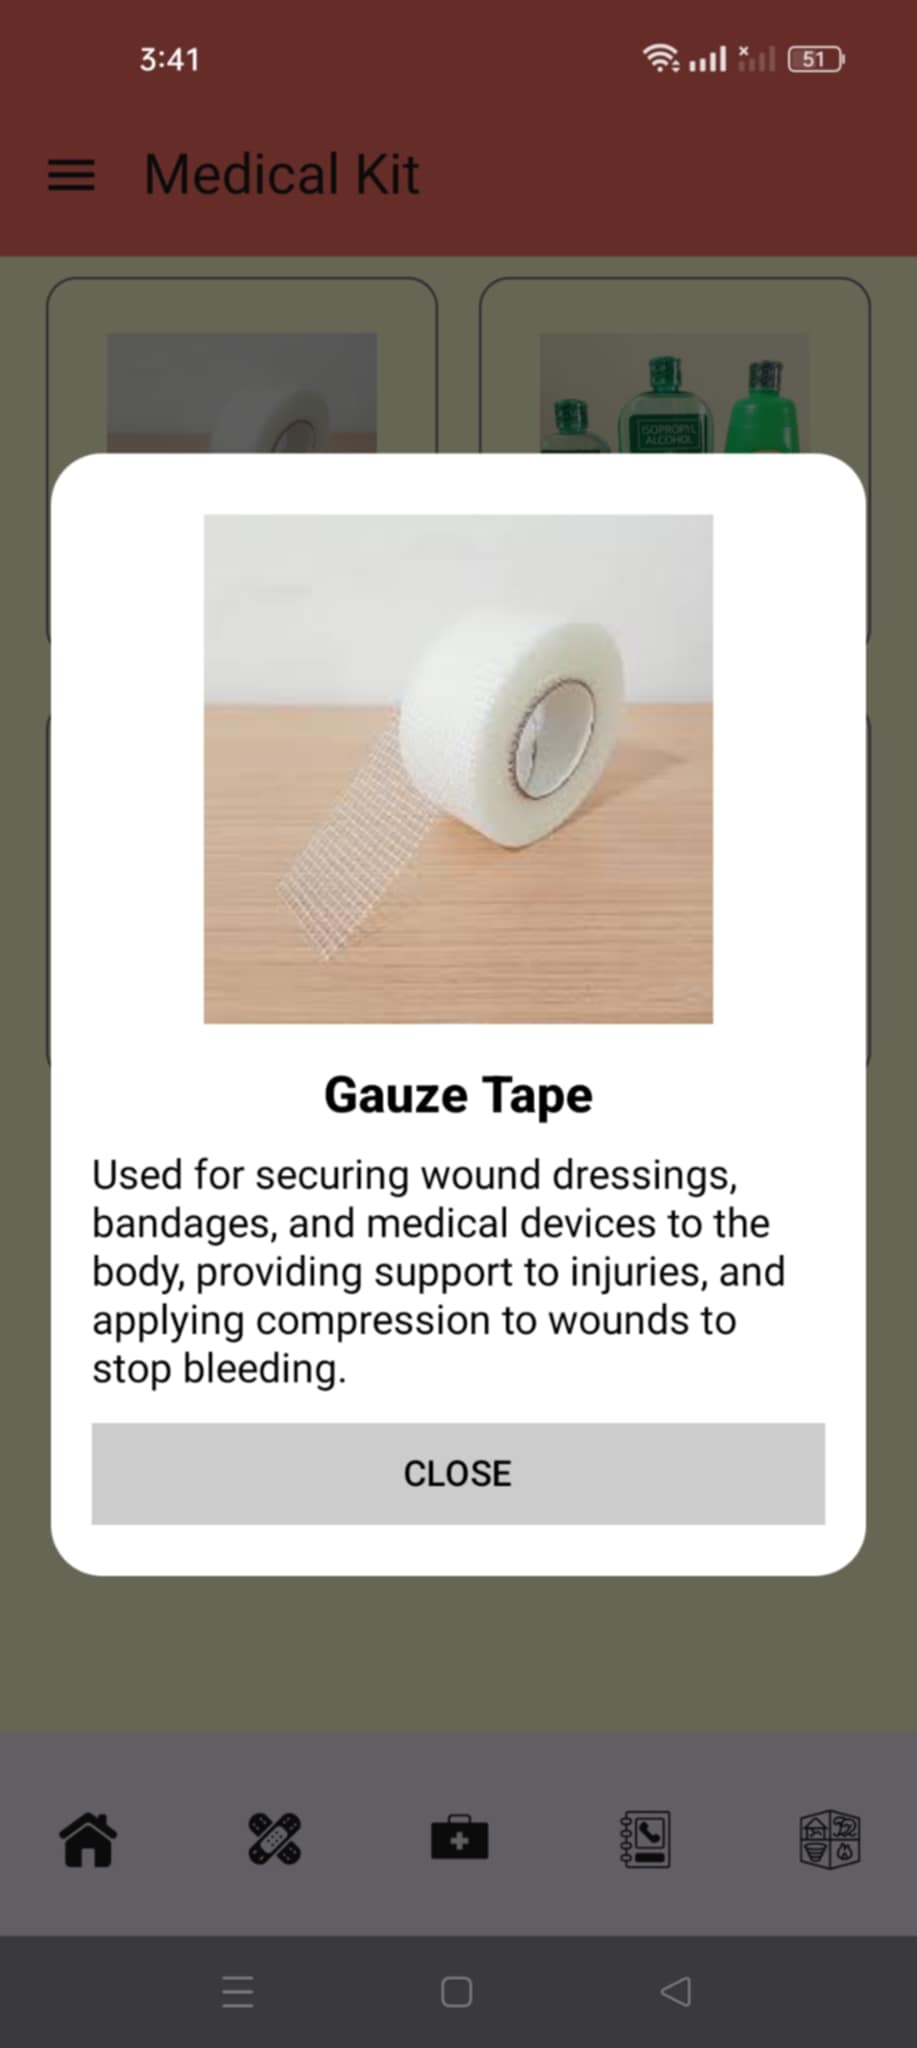 3:41
51
Medical Kit
ISOPROPYL
ALCOHOL
Gauze Tape
Used for securing wound dressings,
bandages, and medical devices to the
body, providing support to injuries, and
applying compression to wounds to
stop bleeding.
CLOSE